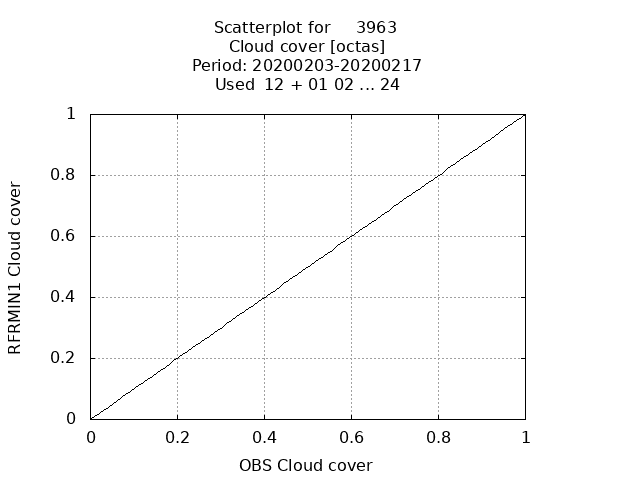 Scatterplot for 3963
Cloud cover [octas]
Period: 20200203-20200217
Used 12 + 01 02 ... 24
1
0.8
0.6
0.4
0.2
0
RFRMIN1 Cloud cover
0 0.2 0.4 0.6 0.8 1
OBS Cloud cover